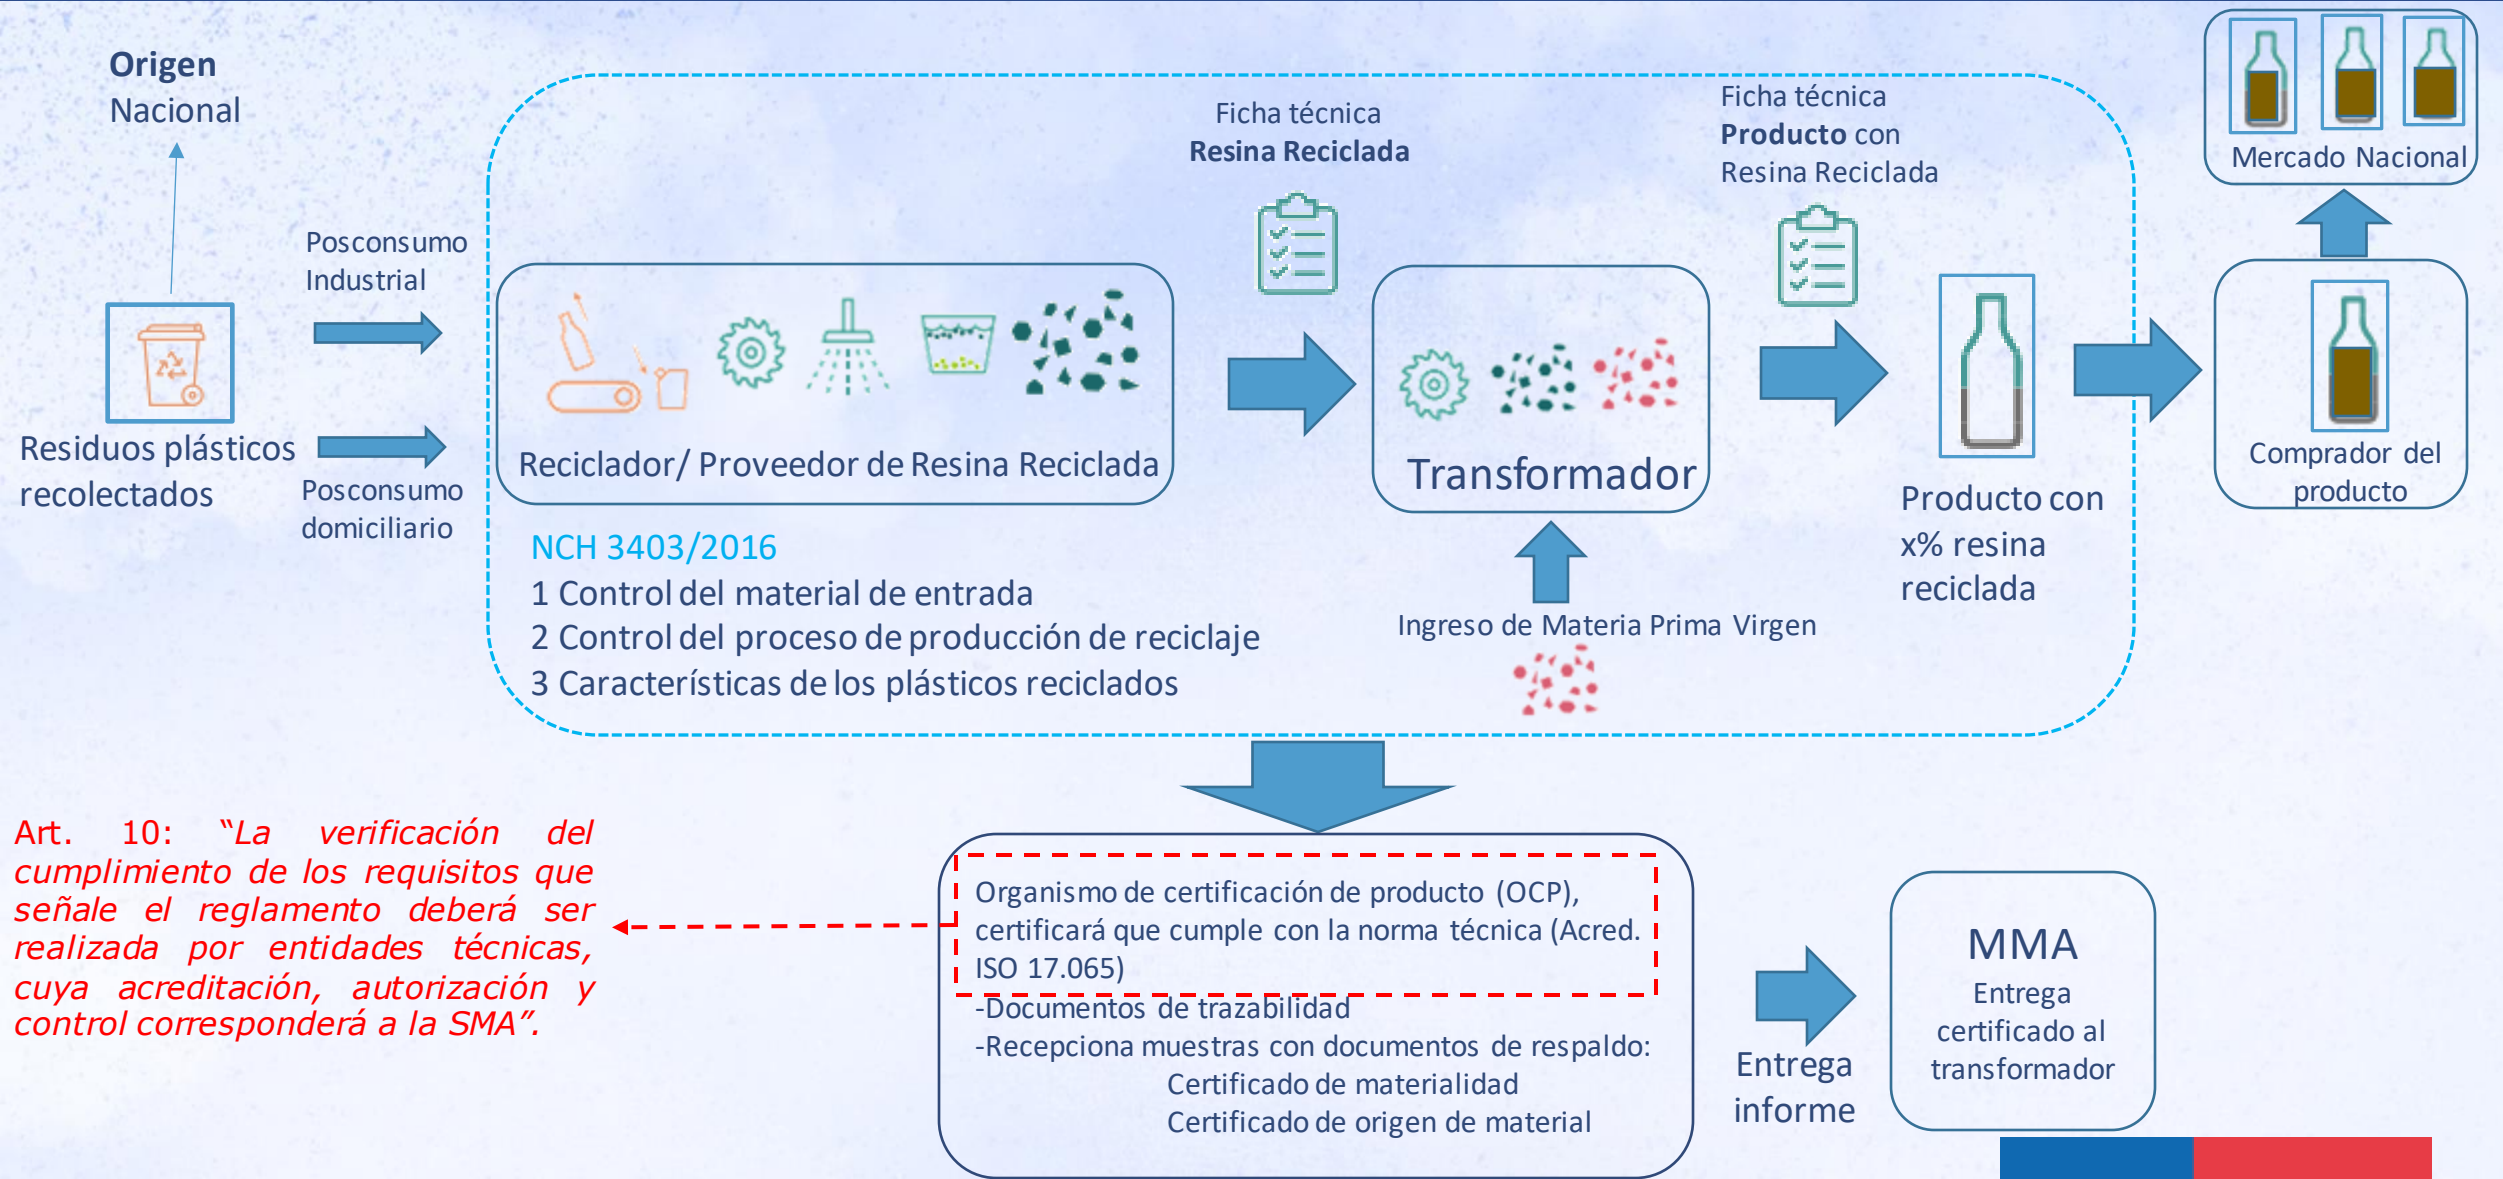 Origen
Nacional
Residuos plásticos
recolectados
Posconsumo
Industrial
Posconsumo
domiciliario
Reciclador/ Proveedor de Resina Reciclada
NCH 3403/2016
1 Control del material de entrada
2 Control del proceso de producción de reciclaje
3 Características de los plásticos reciclados
Ficha técnica
Resina Reciclada
Transformador
Ingreso de Materia Prima Virgen
Ficha técnica
Producto con
Resina Reciclada
Producto con
x% resina
reciclada
Comprador del
producto
Mercado Nacional
Art. 10: “La verificación del
cumplimiento de los requisitos que
señale el reglamento deberá ser
realizada por entidades técnicas,
cuya acreditación, autorización y
control corresponderá a la SMA”.
Organismo de certificación de producto (OCP),
certificará que cumple con la norma técnica (Acred.
ISO 17.065)
-Documentos de trazabilidad
-Recepciona muestras con documentos de respaldo:
Certificado de materialidad
Certificado de origen de material
Entrega
informe
MMA
Entrega
certificado al
transformador